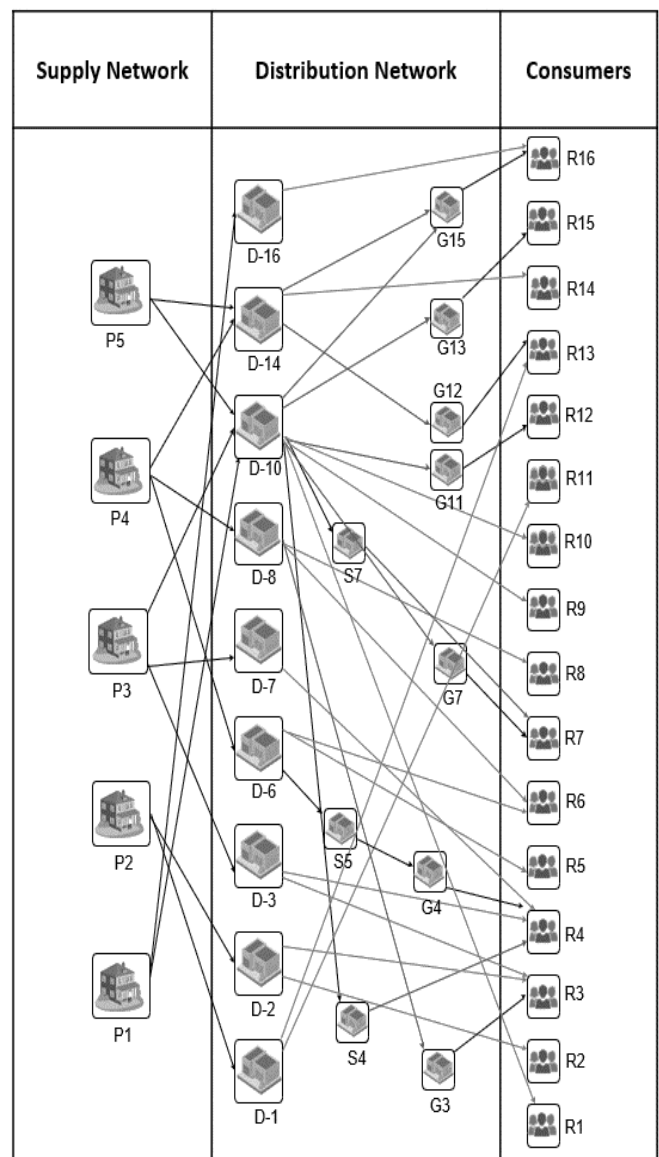 Supply Network
Distribution Network
Consumers
P5
P4
P3
P2
P1
D-16
D-14
D-10
D-8
D-7
D-6
D-3
D-2
D-1
S7
S5
S4
G15
G13
G12
G11
G7
G4
G3
R16
R15
R14
R13
R12
R11
R10
R9
R8
R7
R6
R5
R4
R3
R2
R1